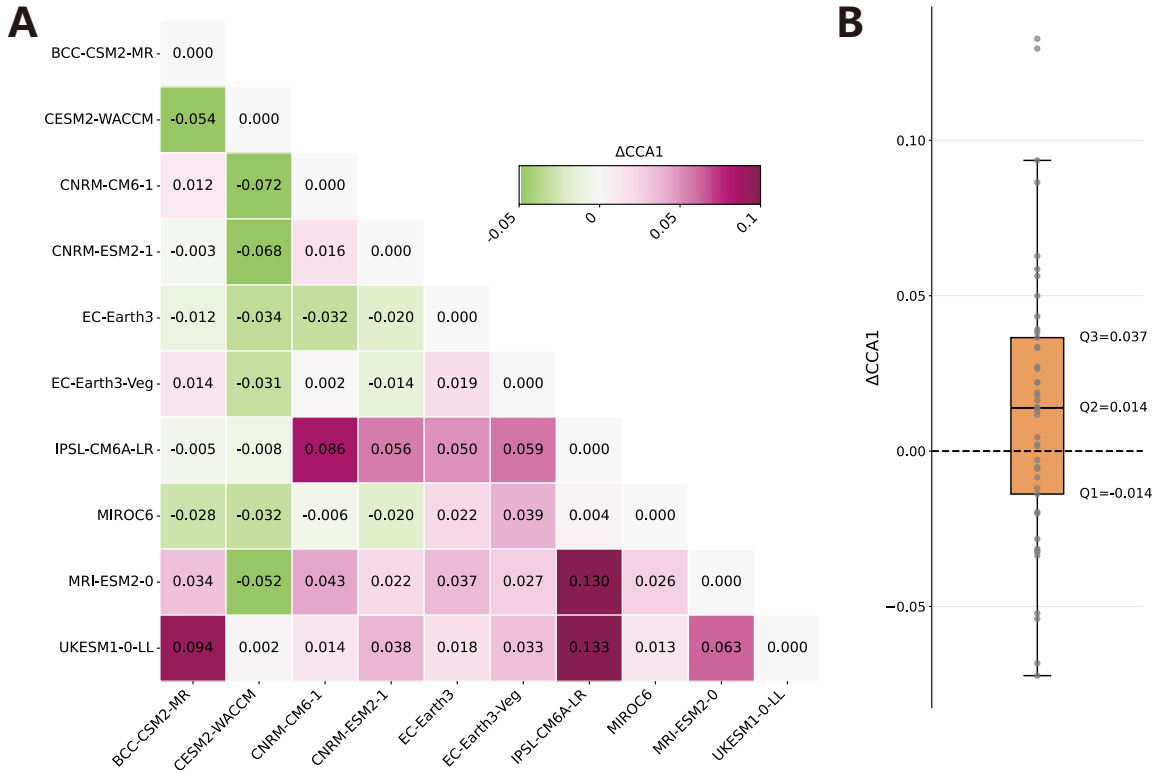 A
BCC-CSM2-MR 0.000
CESM2-WACCM -0.054 0.000
CNRM-CM6-1 0.012 -0.072 0.000
CNRM-ESM2-1 -0.003 -0.068 0.016 0.000
EC-Earth3 -0.012 -0.034 -0.032 -0.020 0.000
EC-Earth3-Veg 0.014 -0.031 0.002 -0.014 0.019 0.000
IPSL-CM6A-LR -0.005 -0.008 0.086 0.056 0.050 0.059 0.000
MIROC6 -0.028 -0.032 -0.006 -0.020 0.022 0.039 0.004 0.000
MRI-ESM2-0 0.034 -0.052 0.043 0.022 0.037 0.027 0.130 0.026 0.000
UKESM1-0-LL 0.094 0.002 0.014 0.038 0.018 0.033 0.133 0.013 0.063 0.000
BCC-CSM2-MR CESM2-WACCM CNRM-CM6-1 CNRM-ESM2-1 EC-Earth3 EC-Earth3-Veg IPSL-CM6A-LR MIROC6 MRI-ESM2-0 UKESM1-0-LL
ΔCCA1
-0.05 0 0.05 0.1
B
ΔCCA1
0.10
0.05
0.00
−0.05
Q3=0.037
Q2=0.014
Q1=-0.014